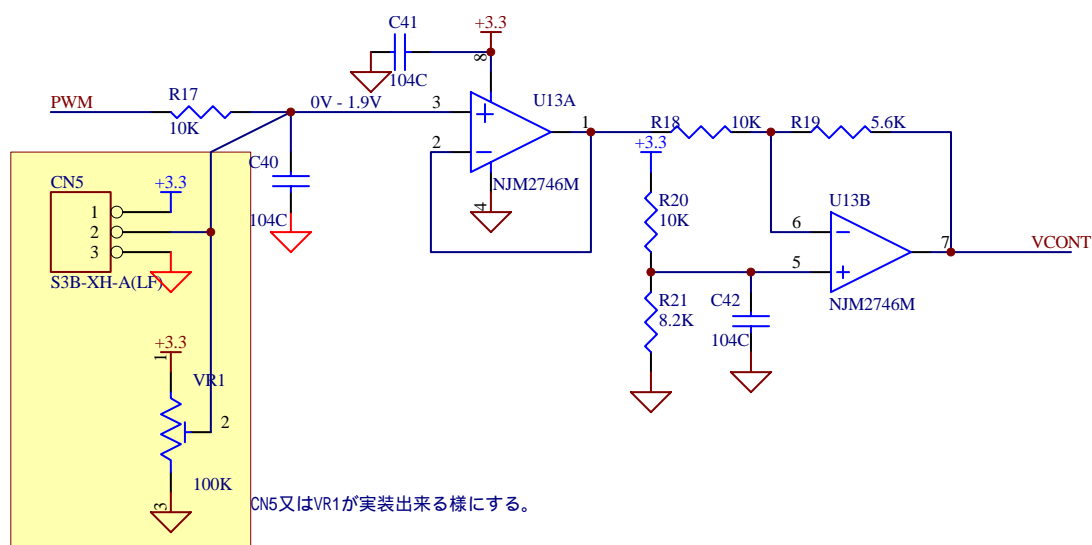 C41
+3.3
104C
8
PWM
R17
10K
0V - 1.9V
3
2
1
U13A
NJM2746M
4
C40
104C
CN5
+3.3
1
2
3
S3B-XH-A(LF)
+3.3
1
VR1
2
100K
3
CN5又はVR1が実装出来る様にする。
R18
10K
R19
5.6K
+3.3
R20
10K
R21
8.2K
C42
104C
U13B
6
5
7
NJM2746M
VCONT